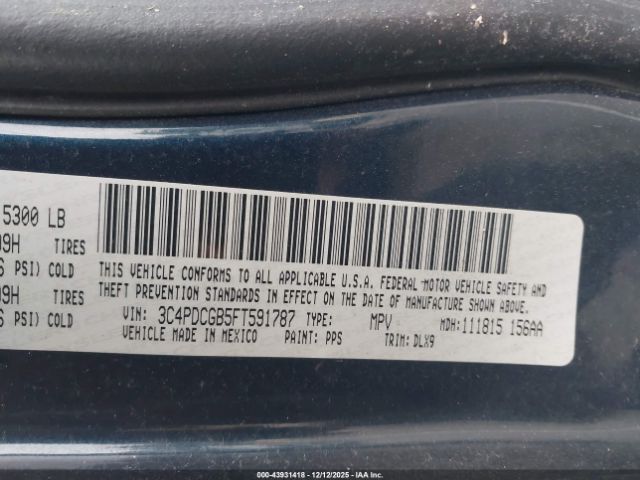 5300 LB
09H TIRES
PSI) COLD
THIS VEHICLE CONFORMS TO ALL APPLICABLE U.S.A. FEDERAL MOTOR VEHICLE SAFETY AND
09H TIRES
THEFT PREVENTION STANDARDS IN EFFECT ON THE DATE OF MANUFACTURE SHOWN ABOVE.
PSI) COLD
VIN: 3C4PDCGB5FT591787 TYPE: MPV MDH: 111815 156AA
VEHICLE MADE IN MEXICO PAINT: PPS TRIM: DLX9
000-43931418 - 12/12/2025 - IAA Inc.